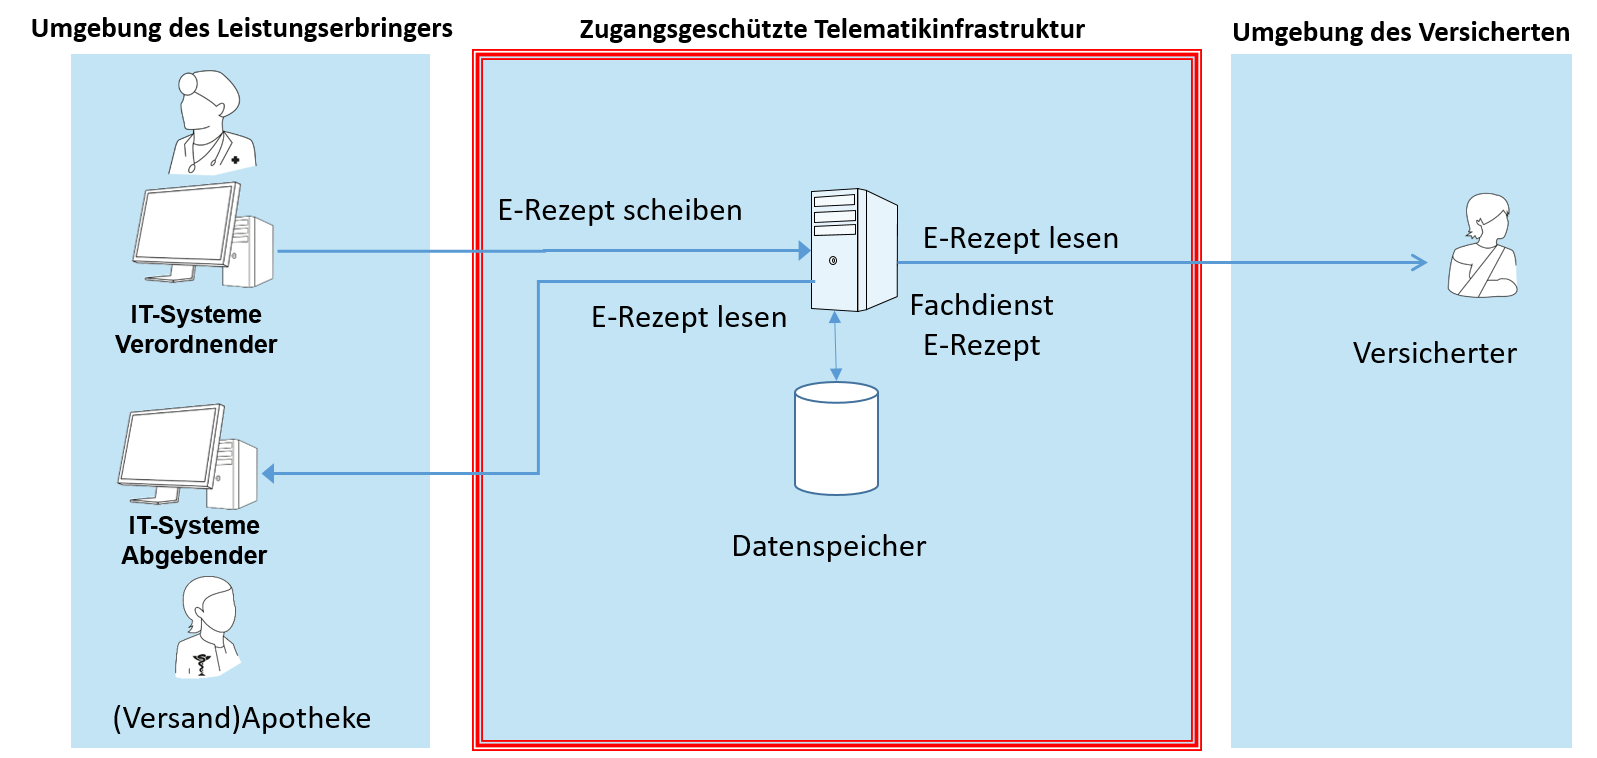 Umgebung des Leistungserbringers
Zugangsgeschützte Telematikinfrastruktur
Umgebung des Versicherten
E-Rezept scheiben
E-Rezept lesen
IT-Systeme
Verordnender
E-Rezept lesen
Fachdienst
E-Rezept
Versicherter
IT-Systeme
Abgebender
Datenspeicher
(Versand)Apotheke